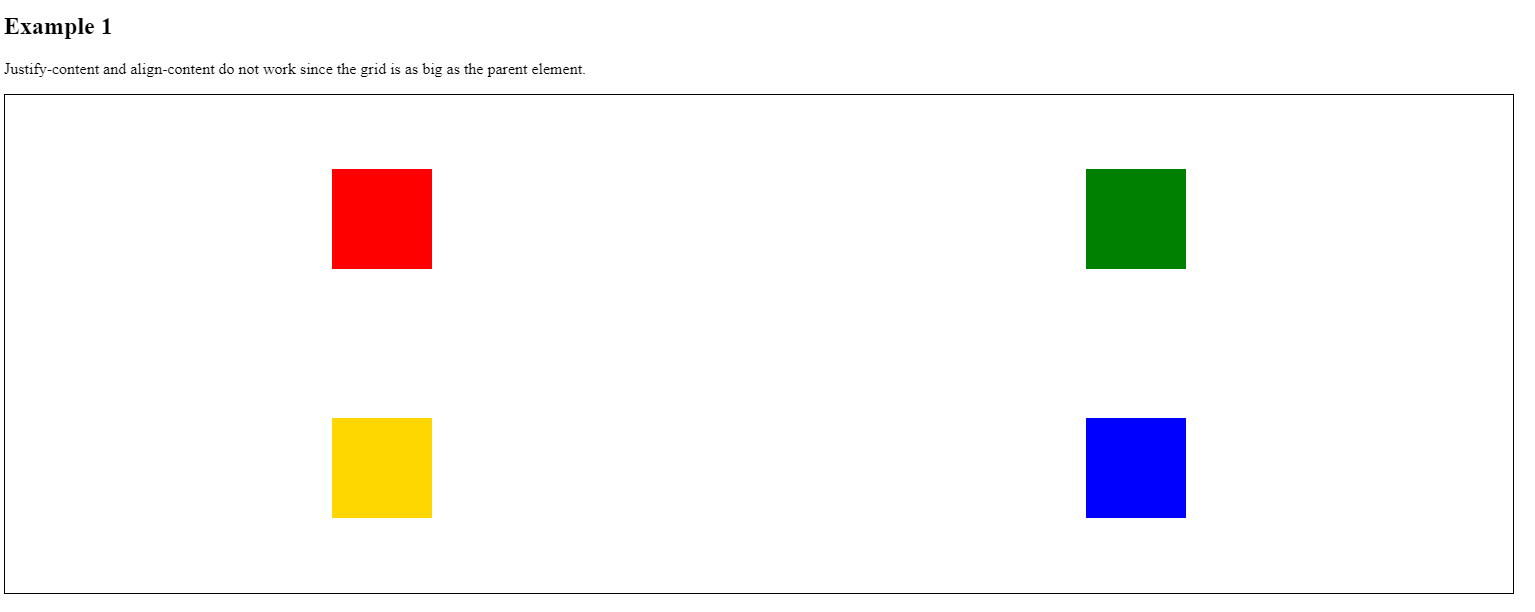 Example 1
Justify-content and align-content do not work since the grid is as big as the parent element.